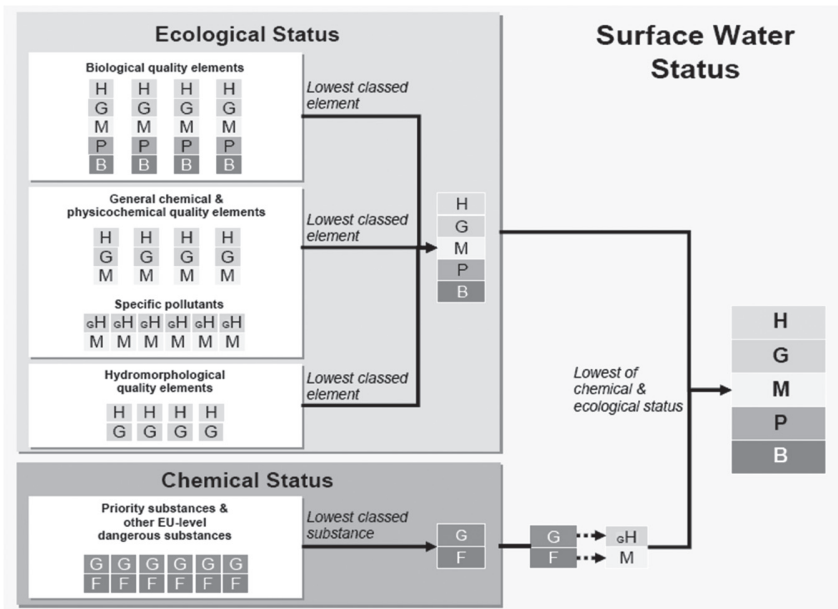 Surface Water
Status
Ecological Status
Biological quality elements
H H H H
G G G G
M M M M
P P P P
B B B B
Lowest classed
element
General chemical &
physicochemical quality elements
H H H H
G G G G
M M M M
Lowest classed
element
Specific pollutants
GH GH GH GH GH GH
M M M M M M
Hydromorphological
quality elements
H H H H
G G G G
Lowest classed
element
H
G
M
P
B
Lowest of
chemical &
ecological status
H
G
M
P
B
Chemical Status
Priority substances &
other EU-level
dangerous substances
G G G G G G
F F F F F F
Lowest classed
substance
G
F
G GH
F M